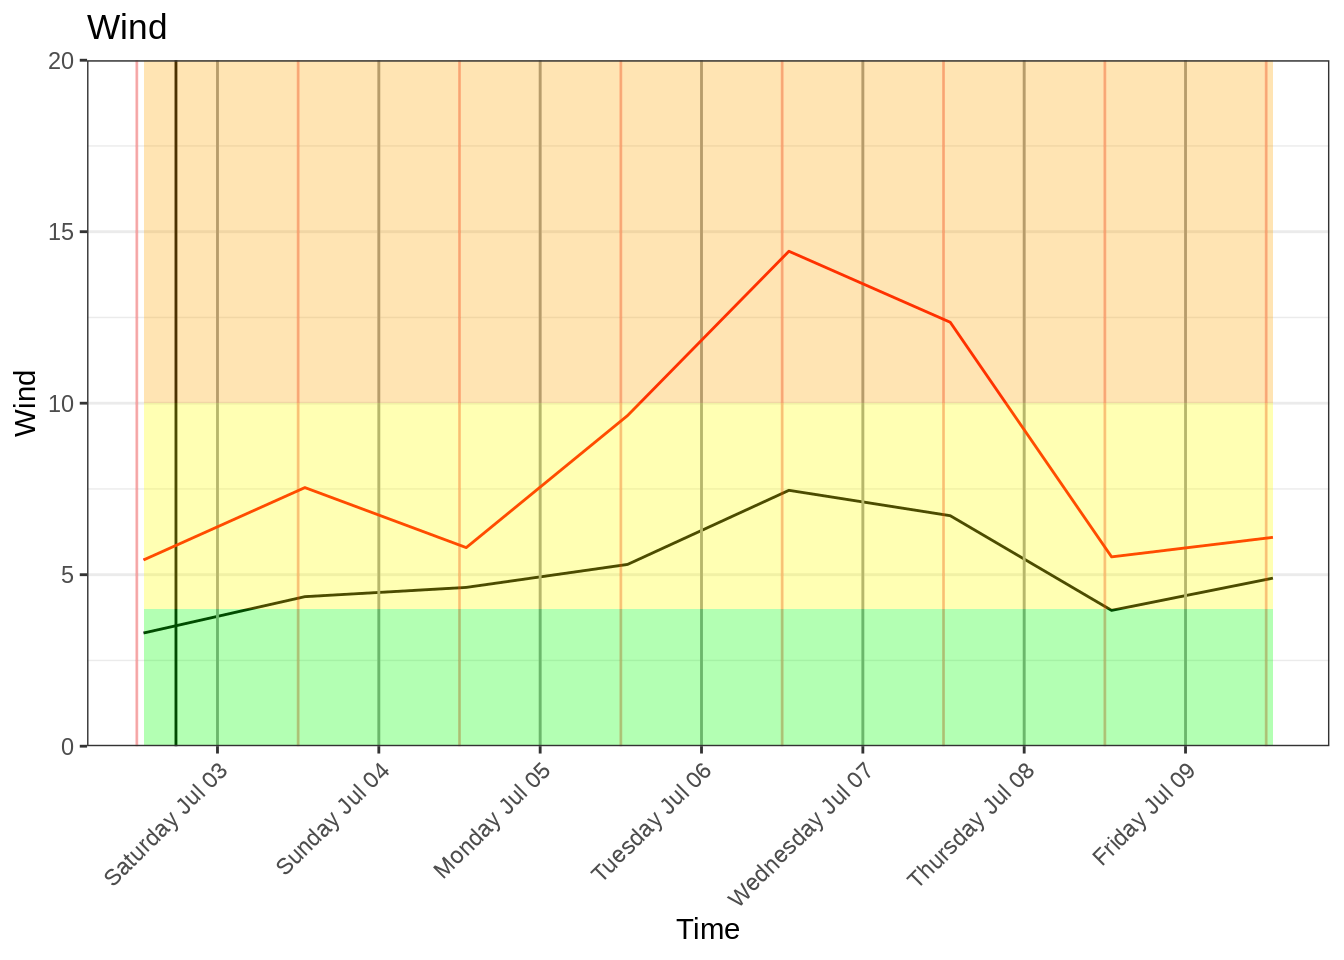 Wind
20
15
10
5
0
Wind
Saturday Jul 03
Sunday Jul 04
Monday Jul 05
Tuesday Jul 06
Wednesday Jul 07
Thursday Jul 08
Friday Jul 09
Time